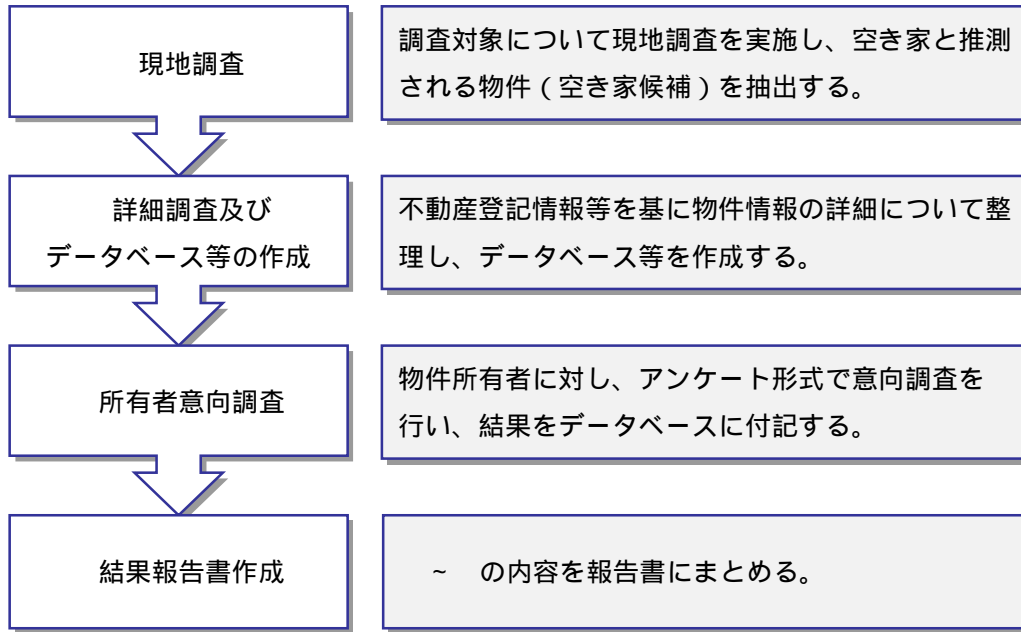 現地調査
調査対象について現地調査を実施し、空き家と推測
される物件(空き家候補)を抽出する。
詳細調査及び
データベース等の作成
不動産登記情報等を基に物件情報の詳細について整
理し、データベース等を作成する。
所有者意向調査
物件所有者に対し、アンケート形式で意向調査を
行い、結果をデータベースに付記する。
結果報告書作成
~ の内容を報告書にまとめる。